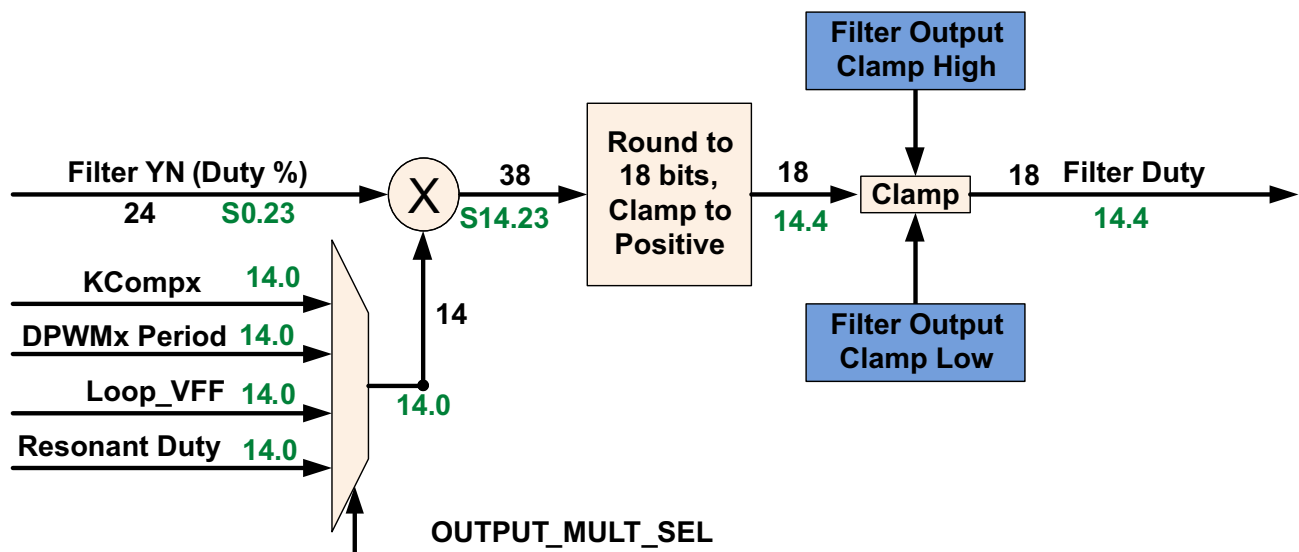 Filter Output
Clamp High
Filter YN (Duty %)
24
S0.23
X
38
S14.23
Round to
18 bits,
Clamp to
Positive
18
14.4
Clamp
18
Filter Duty
14.4
KCompx
14.0
DPWMx Period
14.0
Loop_VFF
14.0
Resonant Duty
14.0
14
14.0
Filter Output
Clamp Low
OUTPUT_MULT_SEL